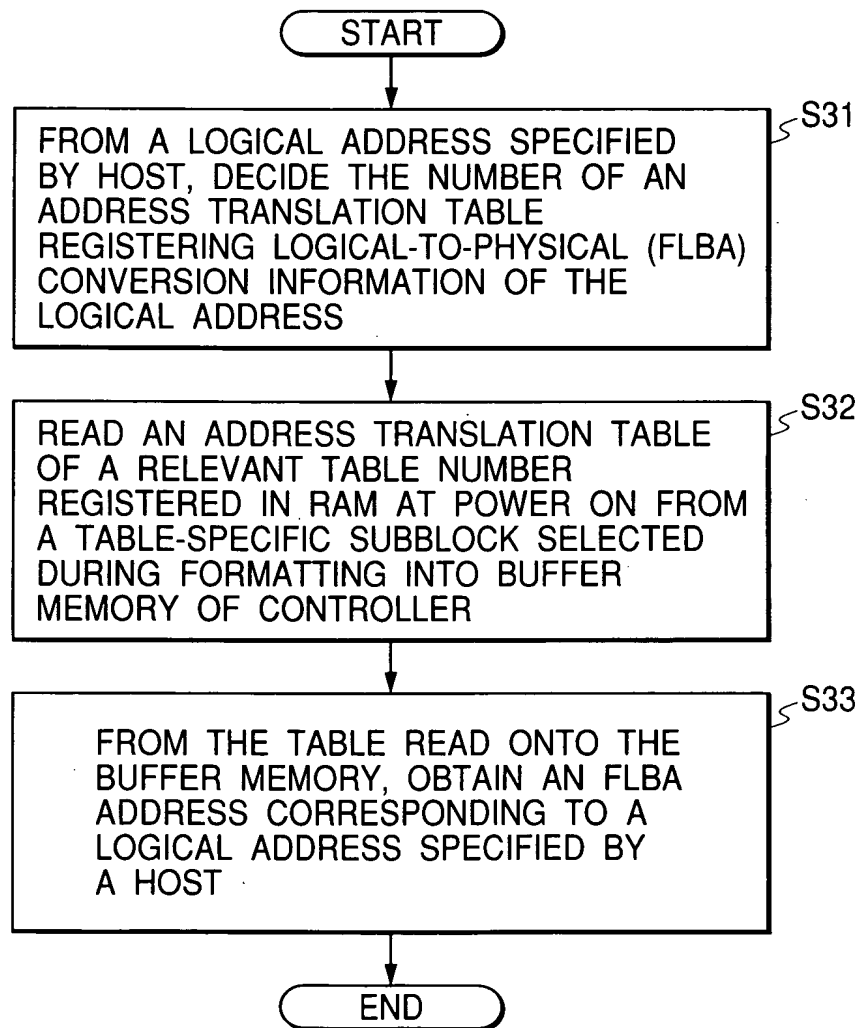 START
S31
FROM A LOGICAL ADDRESS SPECIFIED
BY HOST, DECIDE THE NUMBER OF AN
ADDRESS TRANSLATION TABLE
REGISTERING LOGICAL-TO-PHYSICAL (FLBA)
CONVERSION INFORMATION OF THE
LOGICAL ADDRESS
S32
READ AN ADDRESS TRANSLATION TABLE
OF A RELEVANT TABLE NUMBER
REGISTERED IN RAM AT POWER ON FROM
A TABLE-SPECIFIC SUBBLOCK SELECTED
DURING FORMATTING INTO BUFFER
MEMORY OF CONTROLLER
S33
FROM THE TABLE READ ONTO THE
BUFFER MEMORY, OBTAIN AN FLBA
ADDRESS CORRESPONDING TO A
LOGICAL ADDRESS SPECIFIED BY
A HOST
END